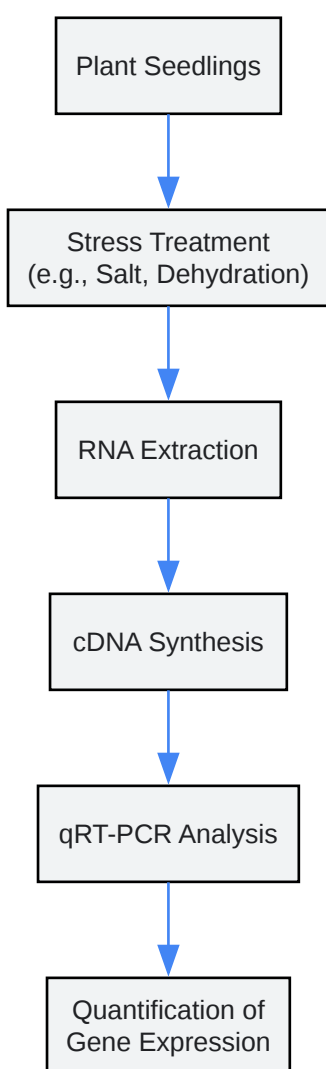 Plant Seedlings
Stress Treatment
(e.g., Salt, Dehydration)
RNA Extraction
cDNA Synthesis
qRT-PCR Analysis
Quantification of
Gene Expression